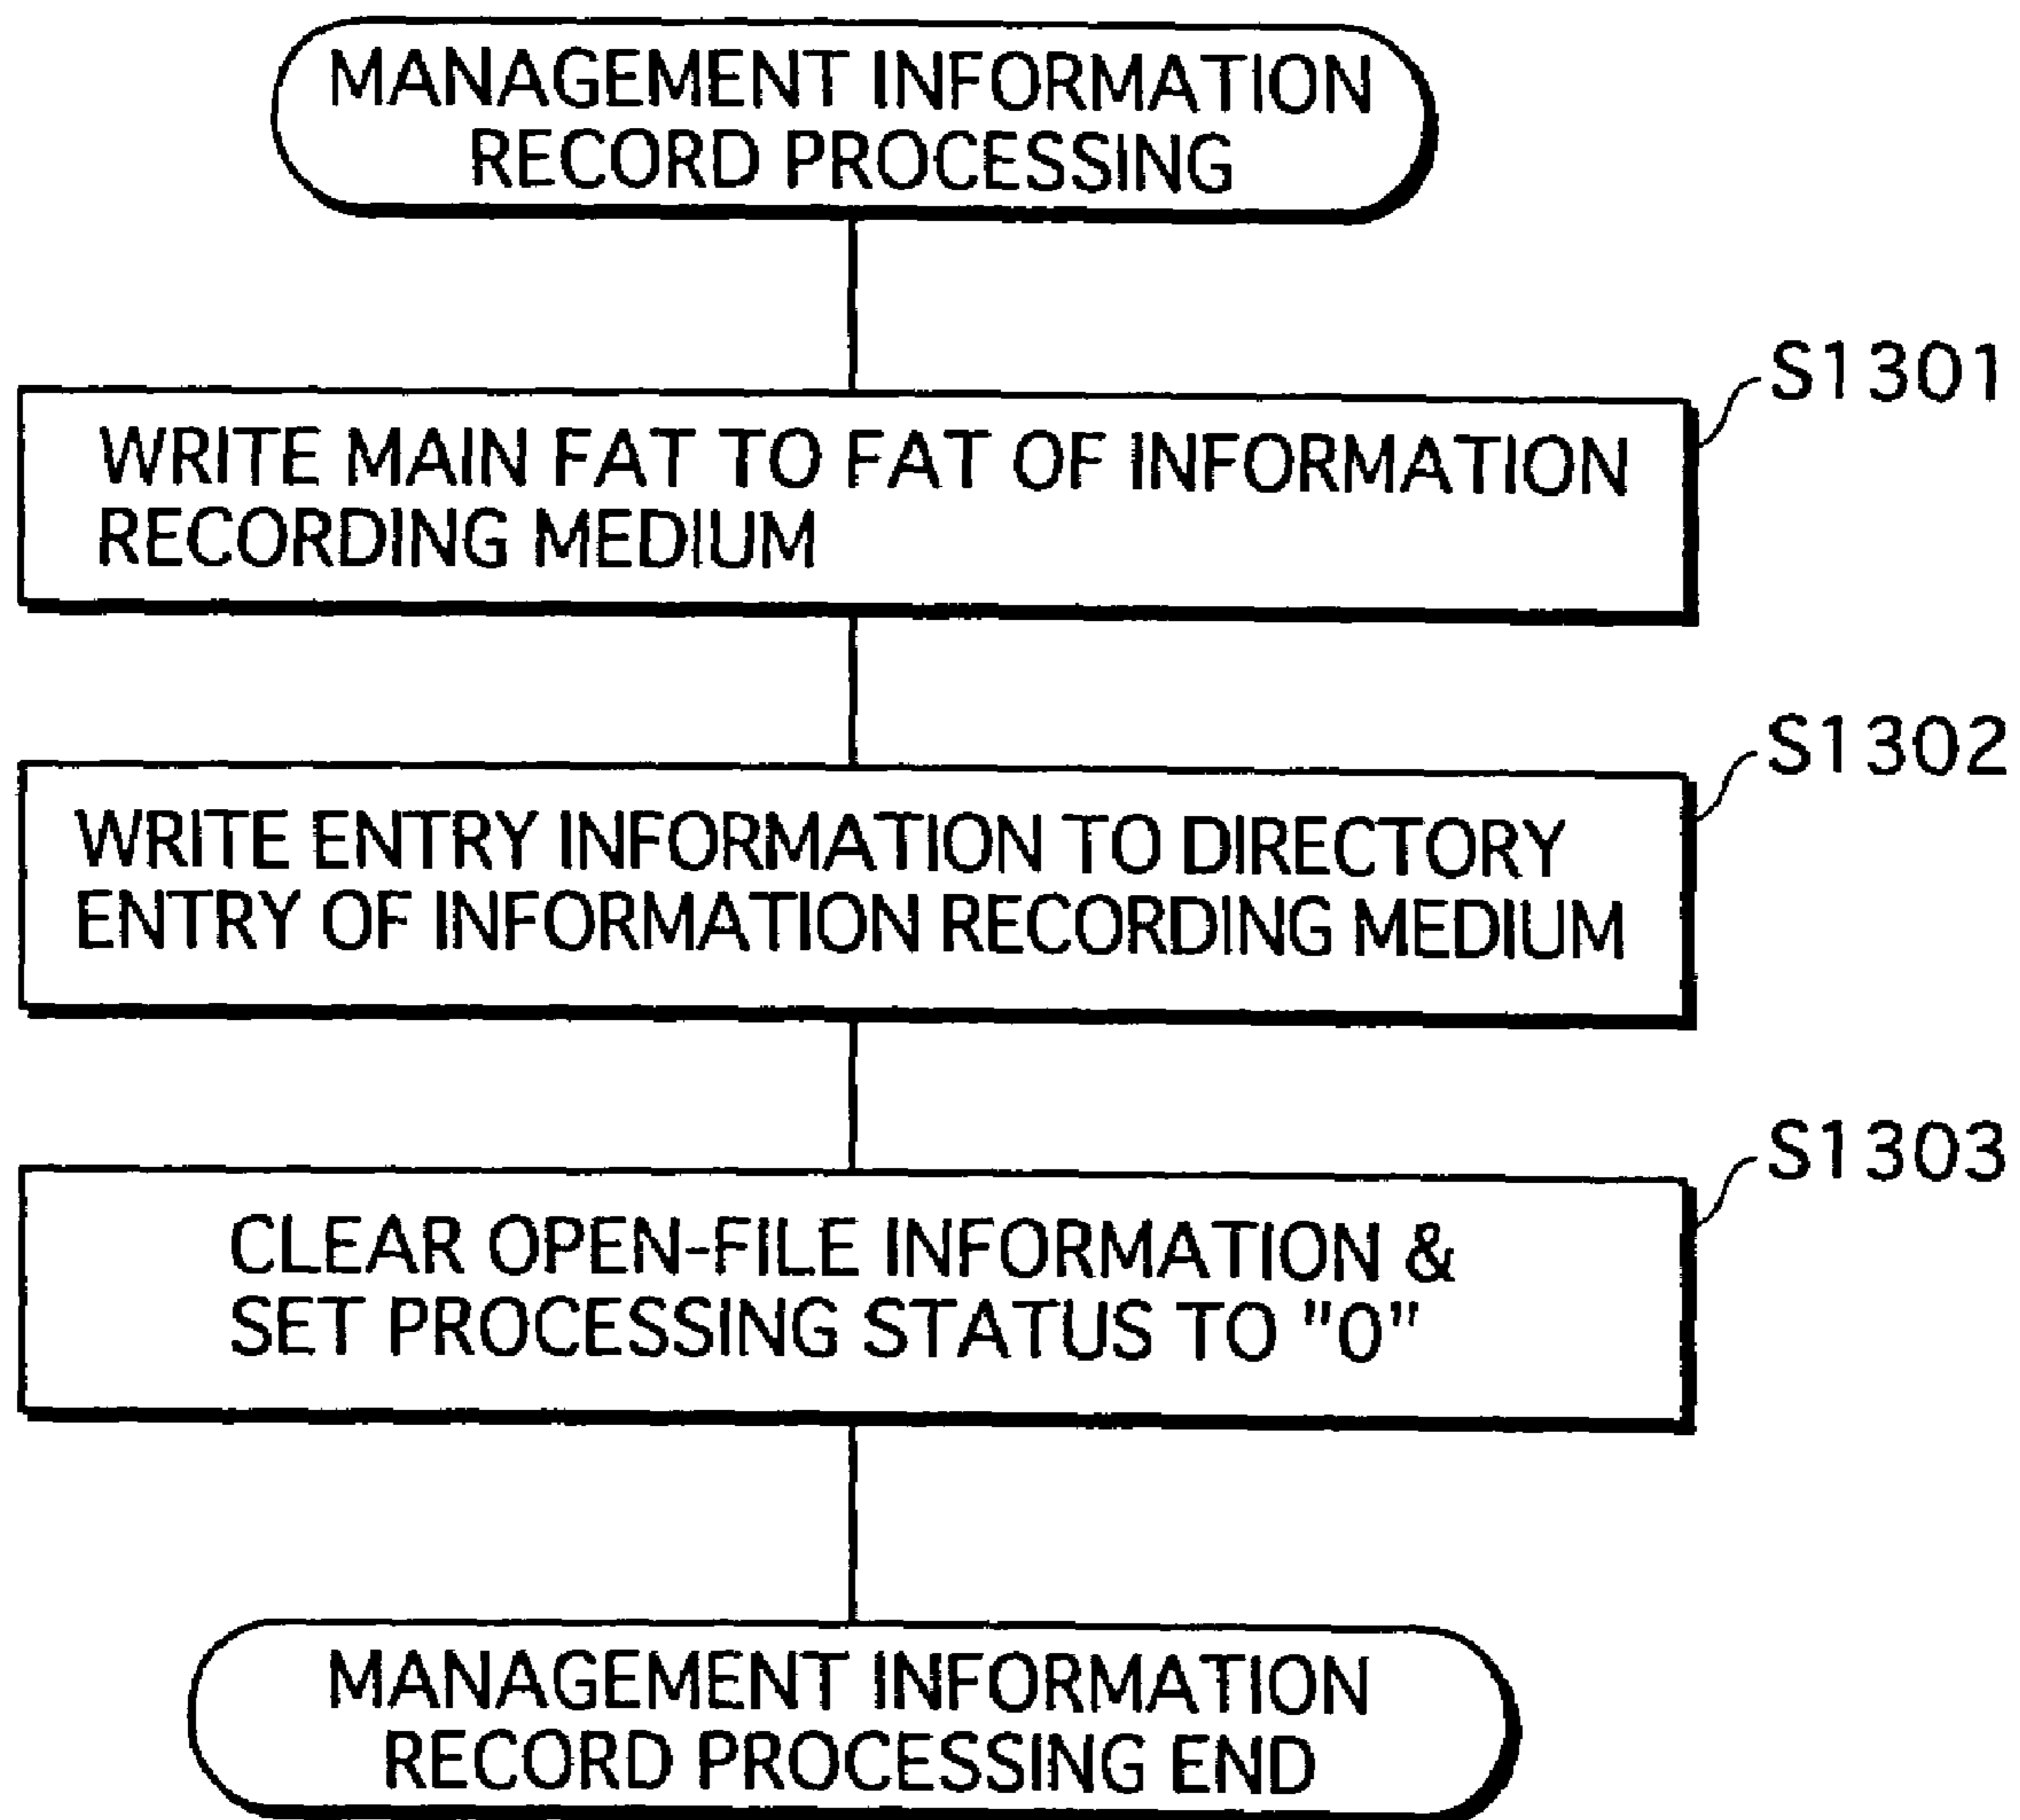 MANAGEMENT INFORMATION
RECORD PROCESSING
S1301
WRITE MAIN FAT TO FAT OF INFORMATION
RECORDING MEDIUM
S1302
WRITE ENTRY INFORMATION TO DIRECTORY
ENTRY OF INFORMATION RECORDING MEDIUM
S1303
CLEAR OPEN-FILE INFORMATION &
SET PROCESSING STATUS TO "0"
MANAGEMENT INFORMATION
RECORD PROCESSING END